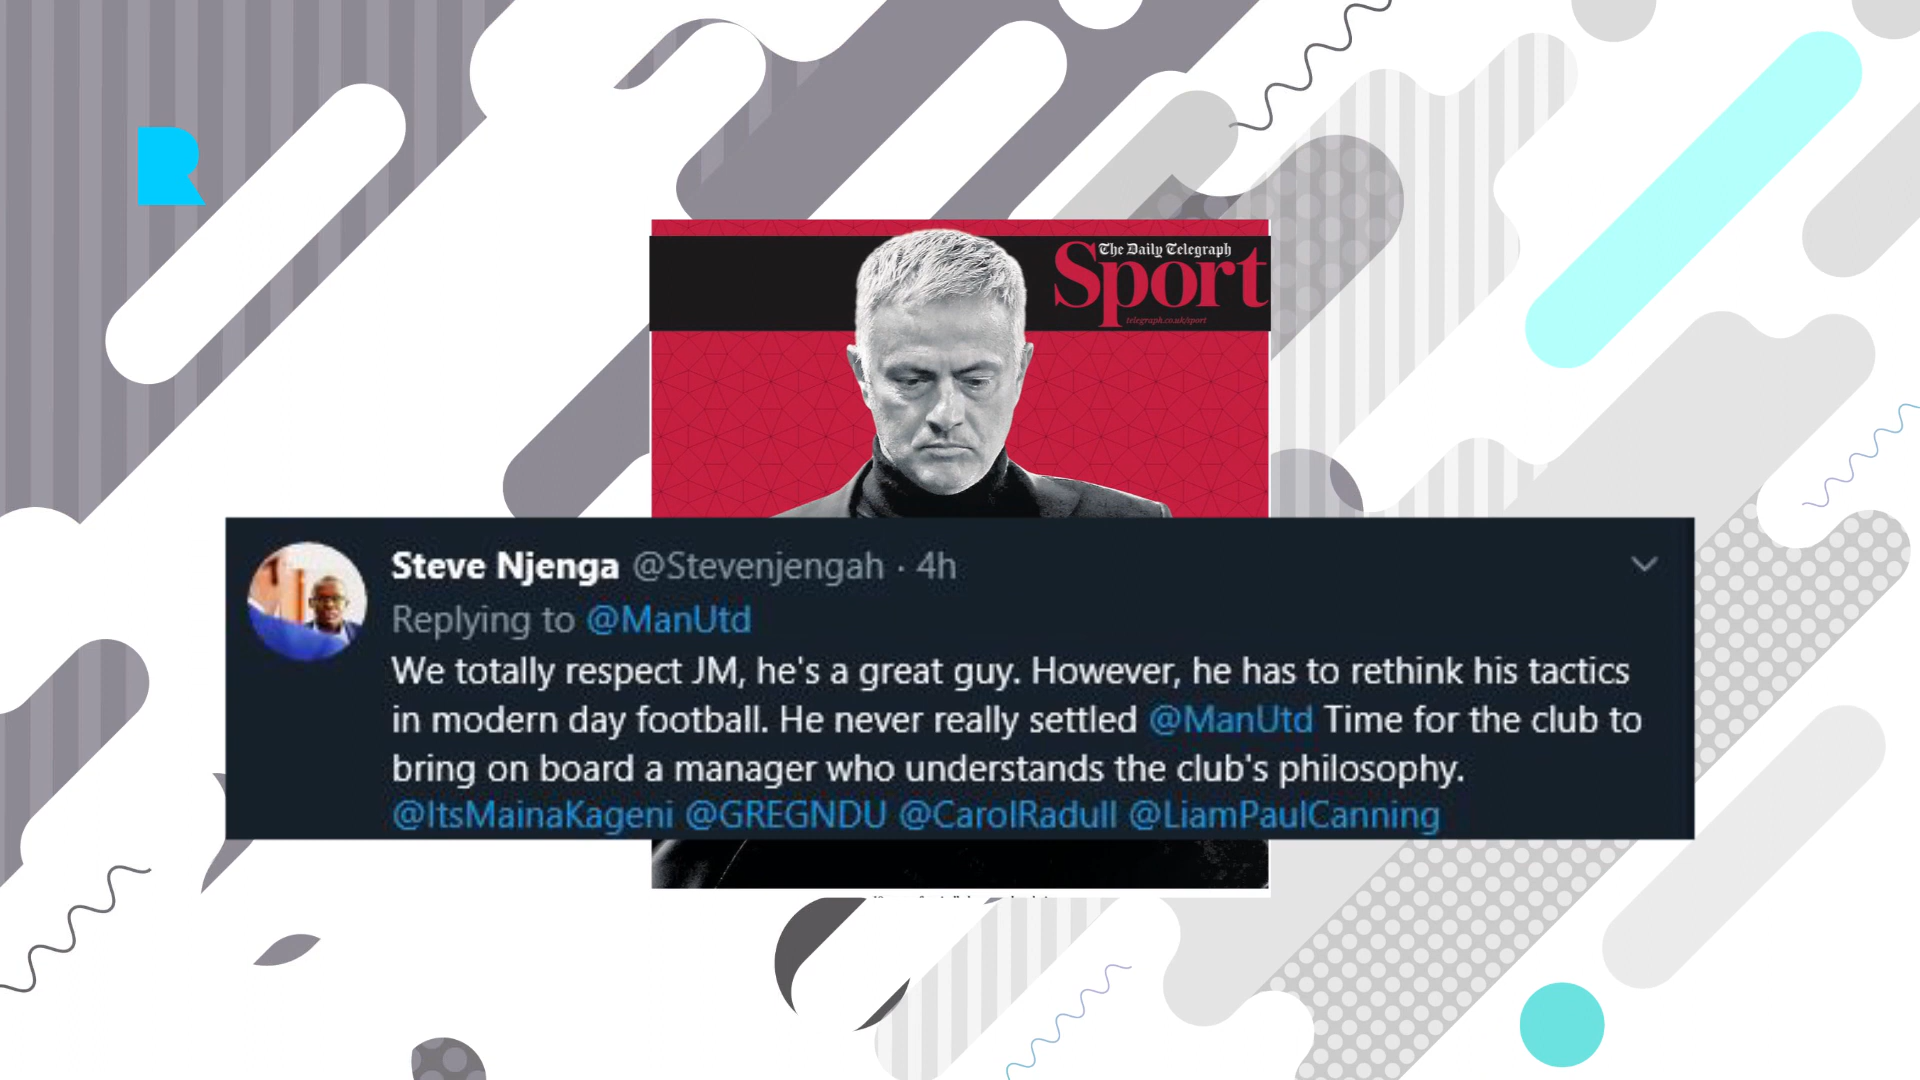 R
The Daily Telegraph
Sport
telegraph.co.uk/sport
Steve Njenga @Stevenjengah · 4h
Replying to @ManUtd
We totally respect JM, he's a great guy. However, he has to rethink his tactics
in modern day football. He never really settled @ManUtd Time for the club to
bring on board a manager who understands the club's philosophy.
@ItsMainaKageni @GREGNDU @CarolRadull @LiamPaulCanning